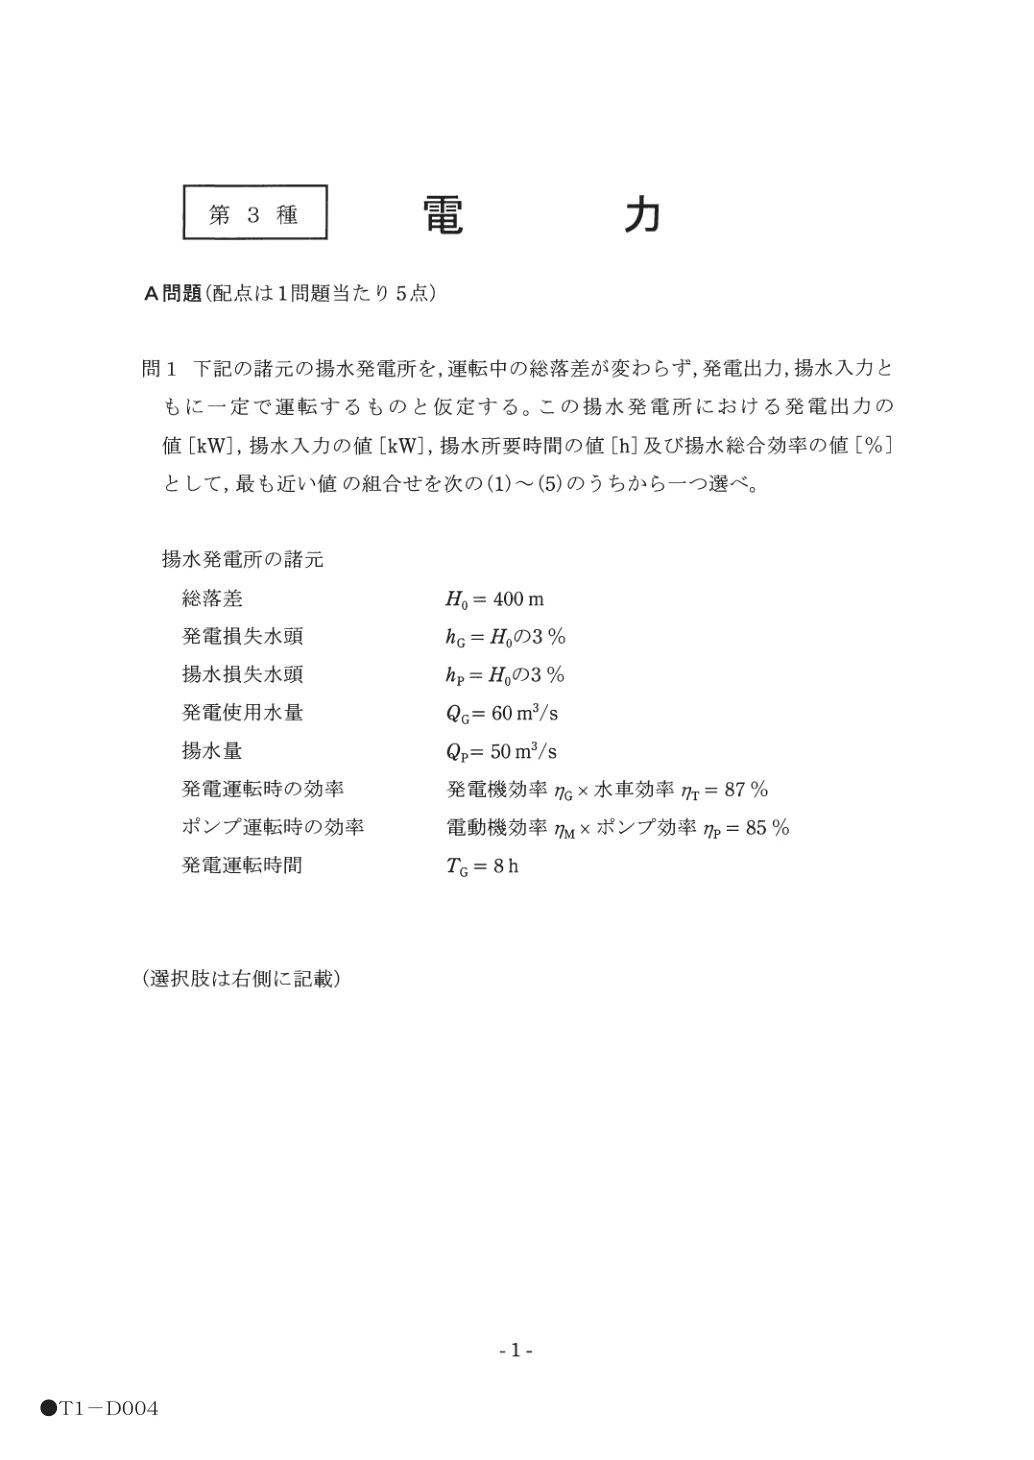 第 3 種
電 力
A問題(配点は1問題当たり5点)
問1 下記の諸元の揚水発電所を,運転中の総落差が変わらず,発電出力,揚水入力と
もに一定で運転するものと仮定する。この揚水発電所における発電出力の
値[kW],揚水入力の値[kW],揚水所要時間の値[h]及び揚水総合効率の値[%]
として,最も近い値の組合せを次の(1)〜(5)のうちから一つ選べ。
揚水発電所の諸元
総落差 H₀ = 400 m
発電損失水頭 h_G = H₀の3 %
揚水損失水頭 h_P = H₀の3 %
発電使用水量 Q_G= 60 m³/s
揚水量 Q_P= 50 m³/s
発電運転時の効率 発電機効率 η_G × 水車効率 η_T = 87 %
ポンプ運転時の効率 電動機効率 η_M × ポンプ効率 η_P = 85 %
発電運転時間 T_G = 8 h
(選択肢は右側に記載)
- 1 -
●T1-D004